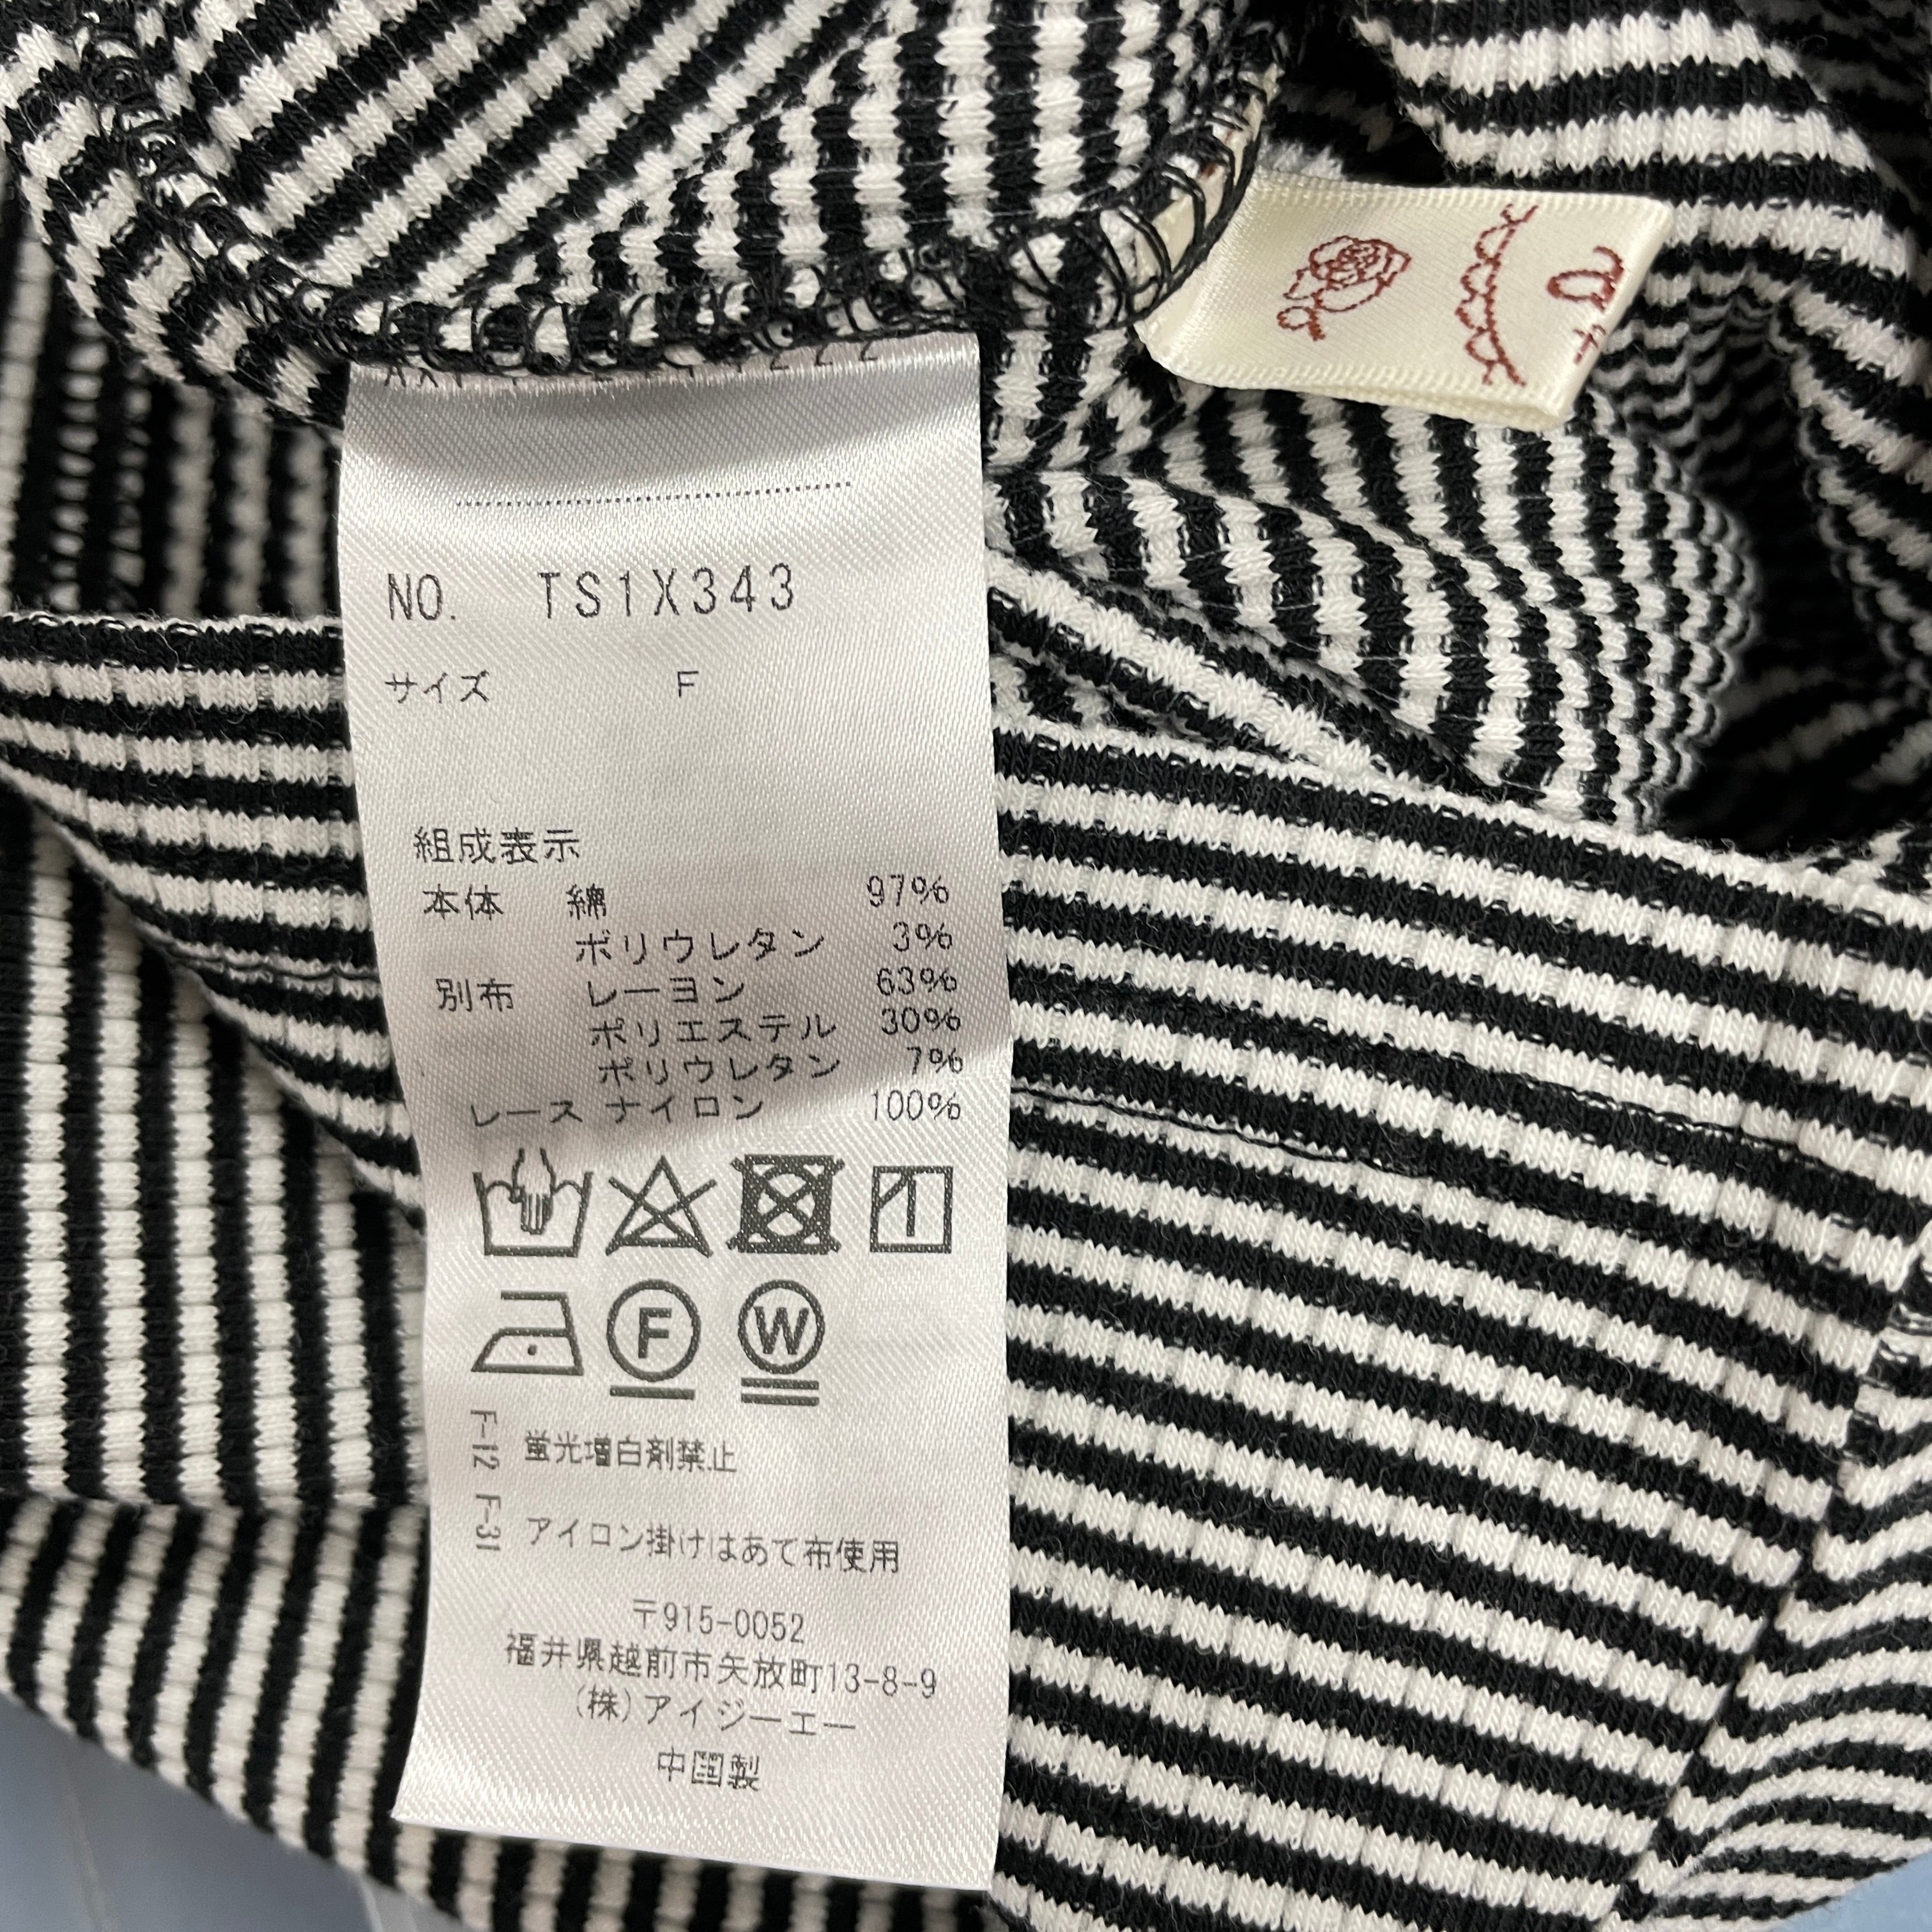 NO. TS1X343
サイズ F
組成表示
本体 綿 97%
ポリウレタン 3%
別布 レーヨン 63%
ポリエステル 30%
ポリウレタン 7%
レース ナイロン 100%
F
W
F-12 蛍光増白剤禁止
F-31 アイロン掛けはあて布使用
〒915-0052
福井県越前市矢放町13-8-9
(株)アイジーエー
中国製